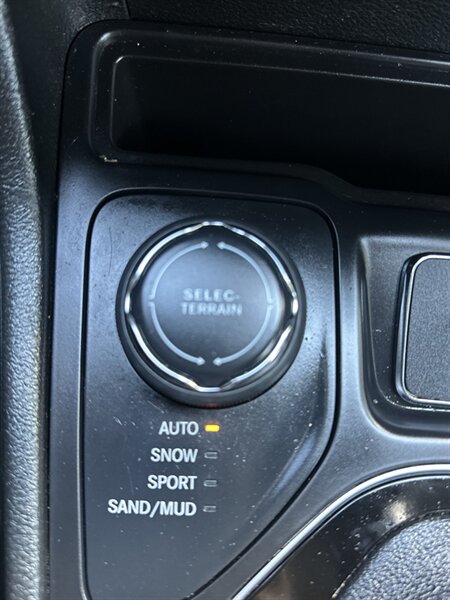 SELEC-
TERRAIN
AUTO
SNOW
SPORT
SAND/MUD